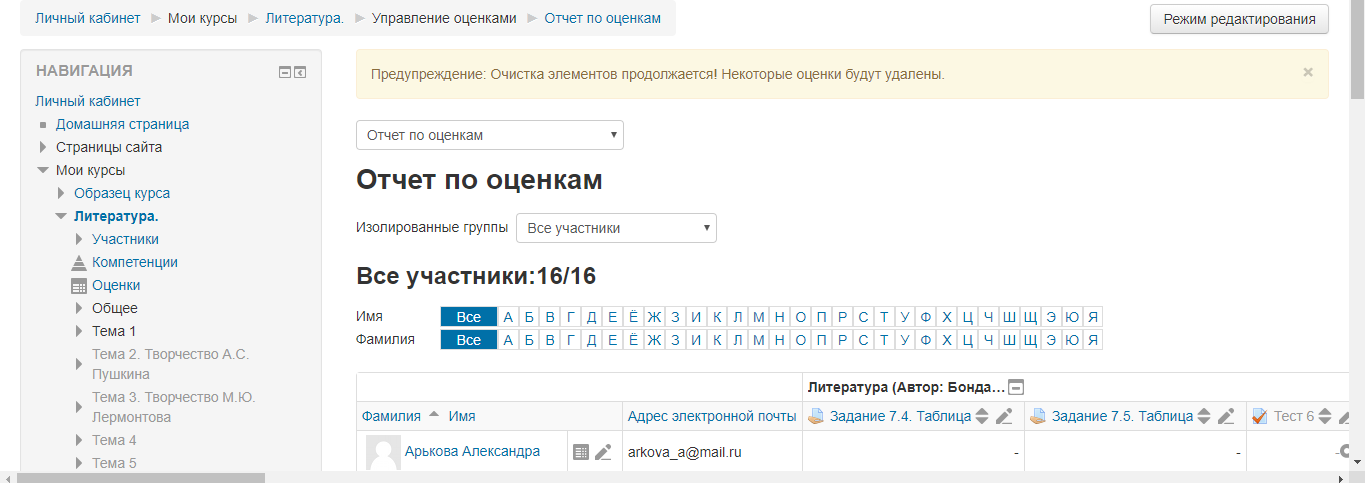 Личный кабинет Мои курсы Литература. Управление оценками Отчет по оценкам
Режим редактирования
НАВИГАЦИЯ
Личный кабинет
Домашняя страница
Страницы сайта
Мои курсы
Образец курса
Литература.
Участники
Компетенции
Оценки
Общее
Тема 1
Тема 2. Творчество А.С.
Пушкина
Тема 3. Творчество М.Ю.
Лермонтова
Тема 4
Тема 5
Предупреждение: Очистка элементов продолжается! Некоторые оценки будут удалены.
×
Отчет по оценкам
Отчет по оценкам
Изолированные группы Все участники
Все участники:16/16
Имя Все А Б В Г Д Е Ё Ж З И К Л М Н О П Р С Т У Ф Х Ц Ч Ш Щ Э Ю Я
Фамилия Все А Б В Г Д Е Ё Ж З И К Л М Н О П Р С Т У Ф Х Ц Ч Ш Щ Э Ю Я
Литература (Автор: Бонда...
Фамилия Имя Адрес электронной почты Задание 7.4. Таблица Задание 7.5. Таблица Тест 6
Арькова Александра arkova_a@mail.ru - - -